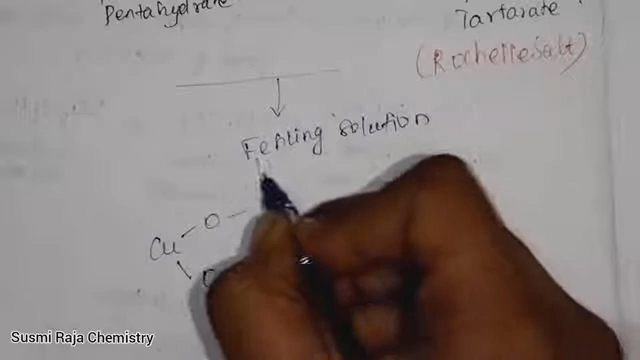 Pentahydrate
Tartarate
(Rochelle Salt)
Fehling solution
Cu - O -
O
Susmi Raja Chemistry